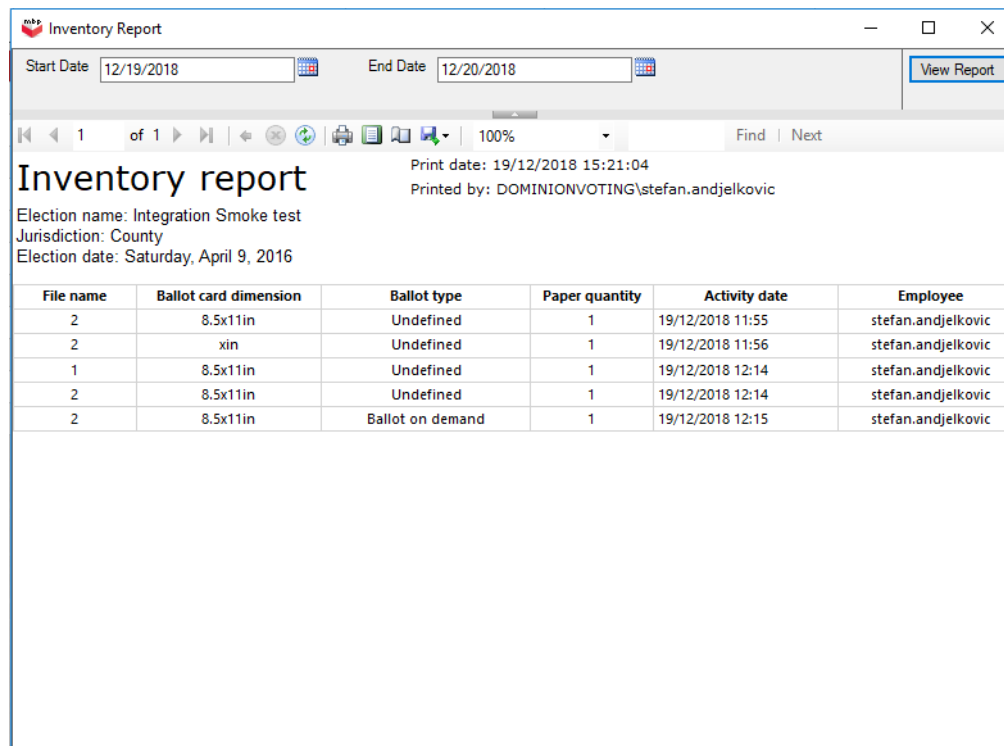 mbp Inventory Report
Start Date 12/19/2018 End Date 12/20/2018 View Report
1 of 1 100% Find | Next
Inventory report
Print date: 19/12/2018 15:21:04
Printed by: DOMINIONVOTING\stefan.andjelkovic
Election name: Integration Smoke test
Jurisdiction: County
Election date: Saturday, April 9, 2016
File name Ballot card dimension Ballot type Paper quantity Activity date Employee
2 8.5x11in Undefined 1 19/12/2018 11:55 stefan.andjelkovic
2 xin Undefined 1 19/12/2018 11:56 stefan.andjelkovic
1 8.5x11in Undefined 1 19/12/2018 12:14 stefan.andjelkovic
2 8.5x11in Undefined 1 19/12/2018 12:14 stefan.andjelkovic
2 8.5x11in Ballot on demand 1 19/12/2018 12:15 stefan.andjelkovic